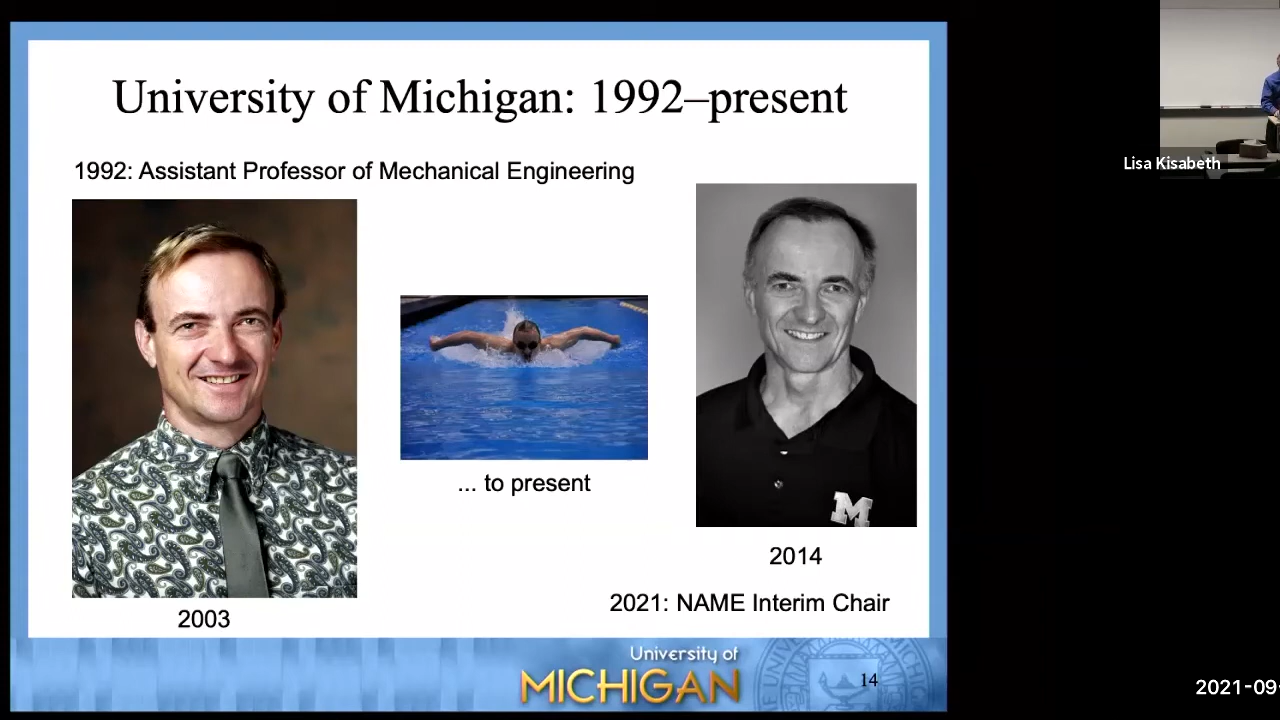 University of Michigan: 1992–present
1992: Assistant Professor of Mechanical Engineering
Lisa Kisabeth
M
... to present
2014
2021: NAME Interim Chair
2003
University of
MICHIGAN
14
2021-09-